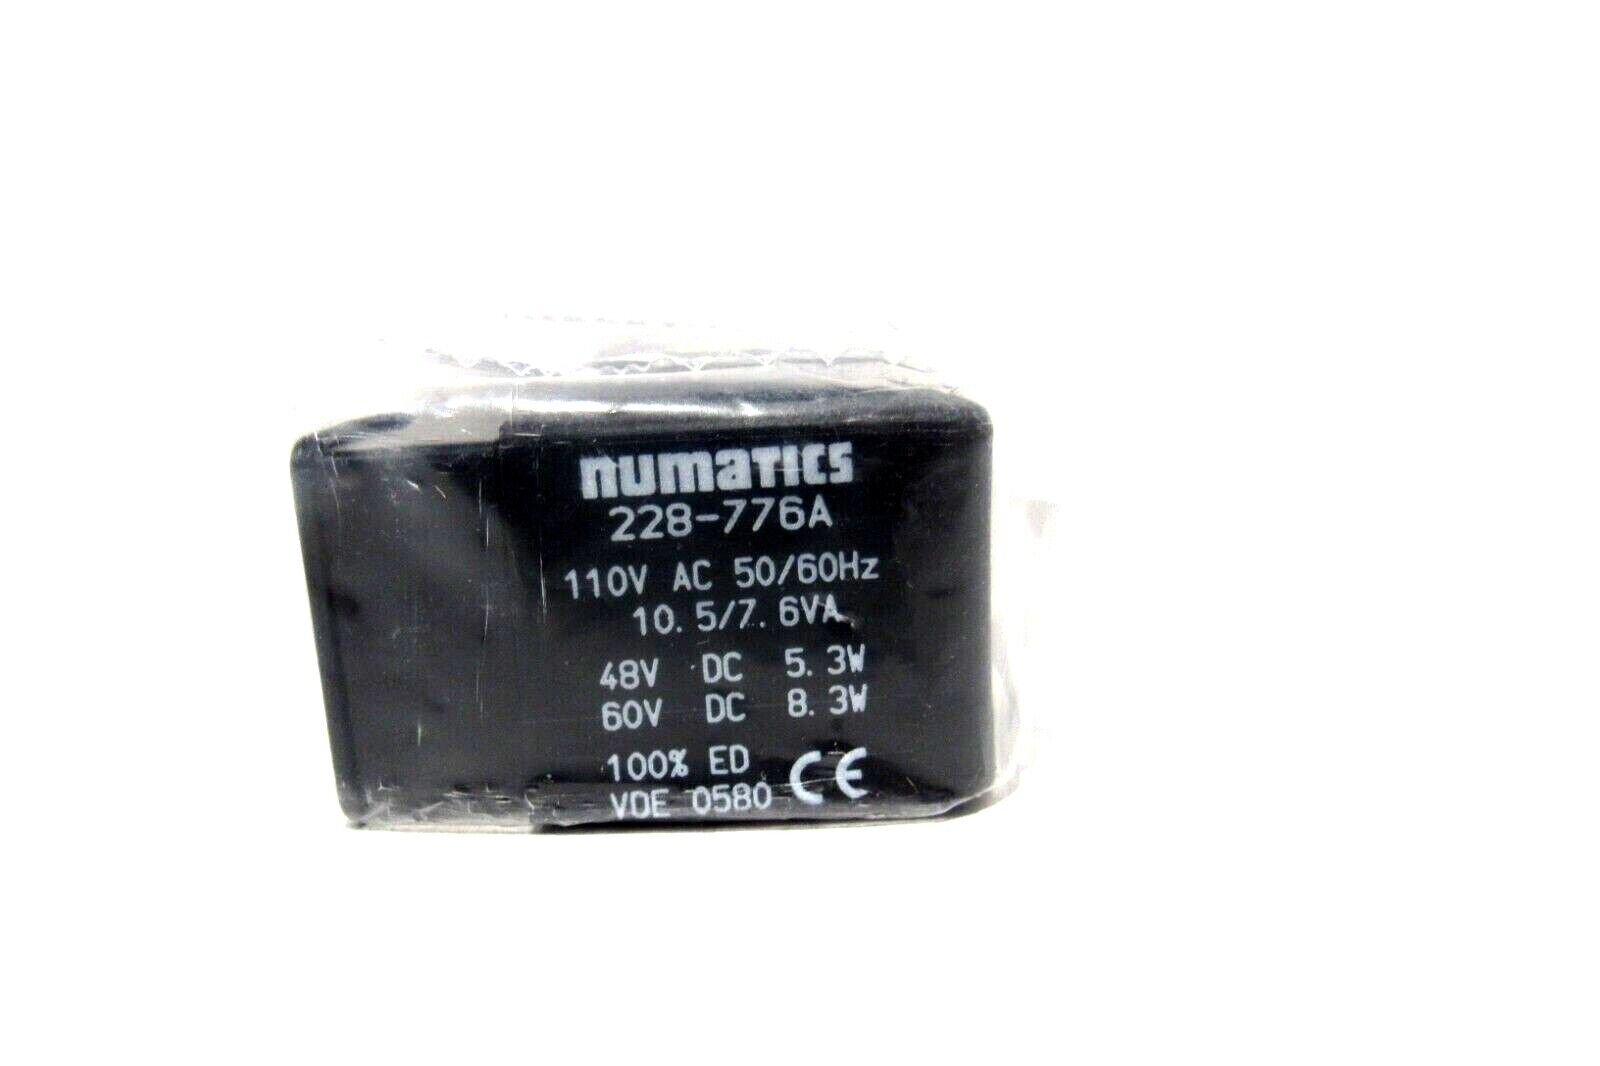 numatics
228-776A
110V AC 50/60Hz
10.5/7.6VA
48V DC 5.3W
60V DC 8.3W
100% ED
VDE 0580 CE